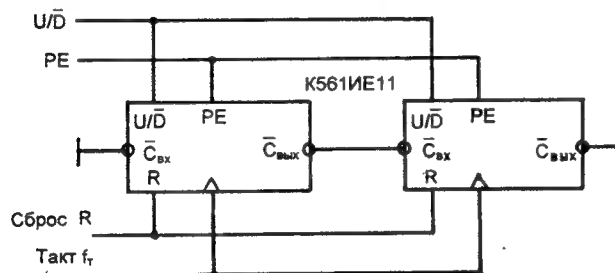 U/D̅
PE
К561ИЕ11
U/D̅ PE
C̅вх C̅вых
R
U/D̅ PE
C̅вх C̅вых
R
Сброс R
Такт fт